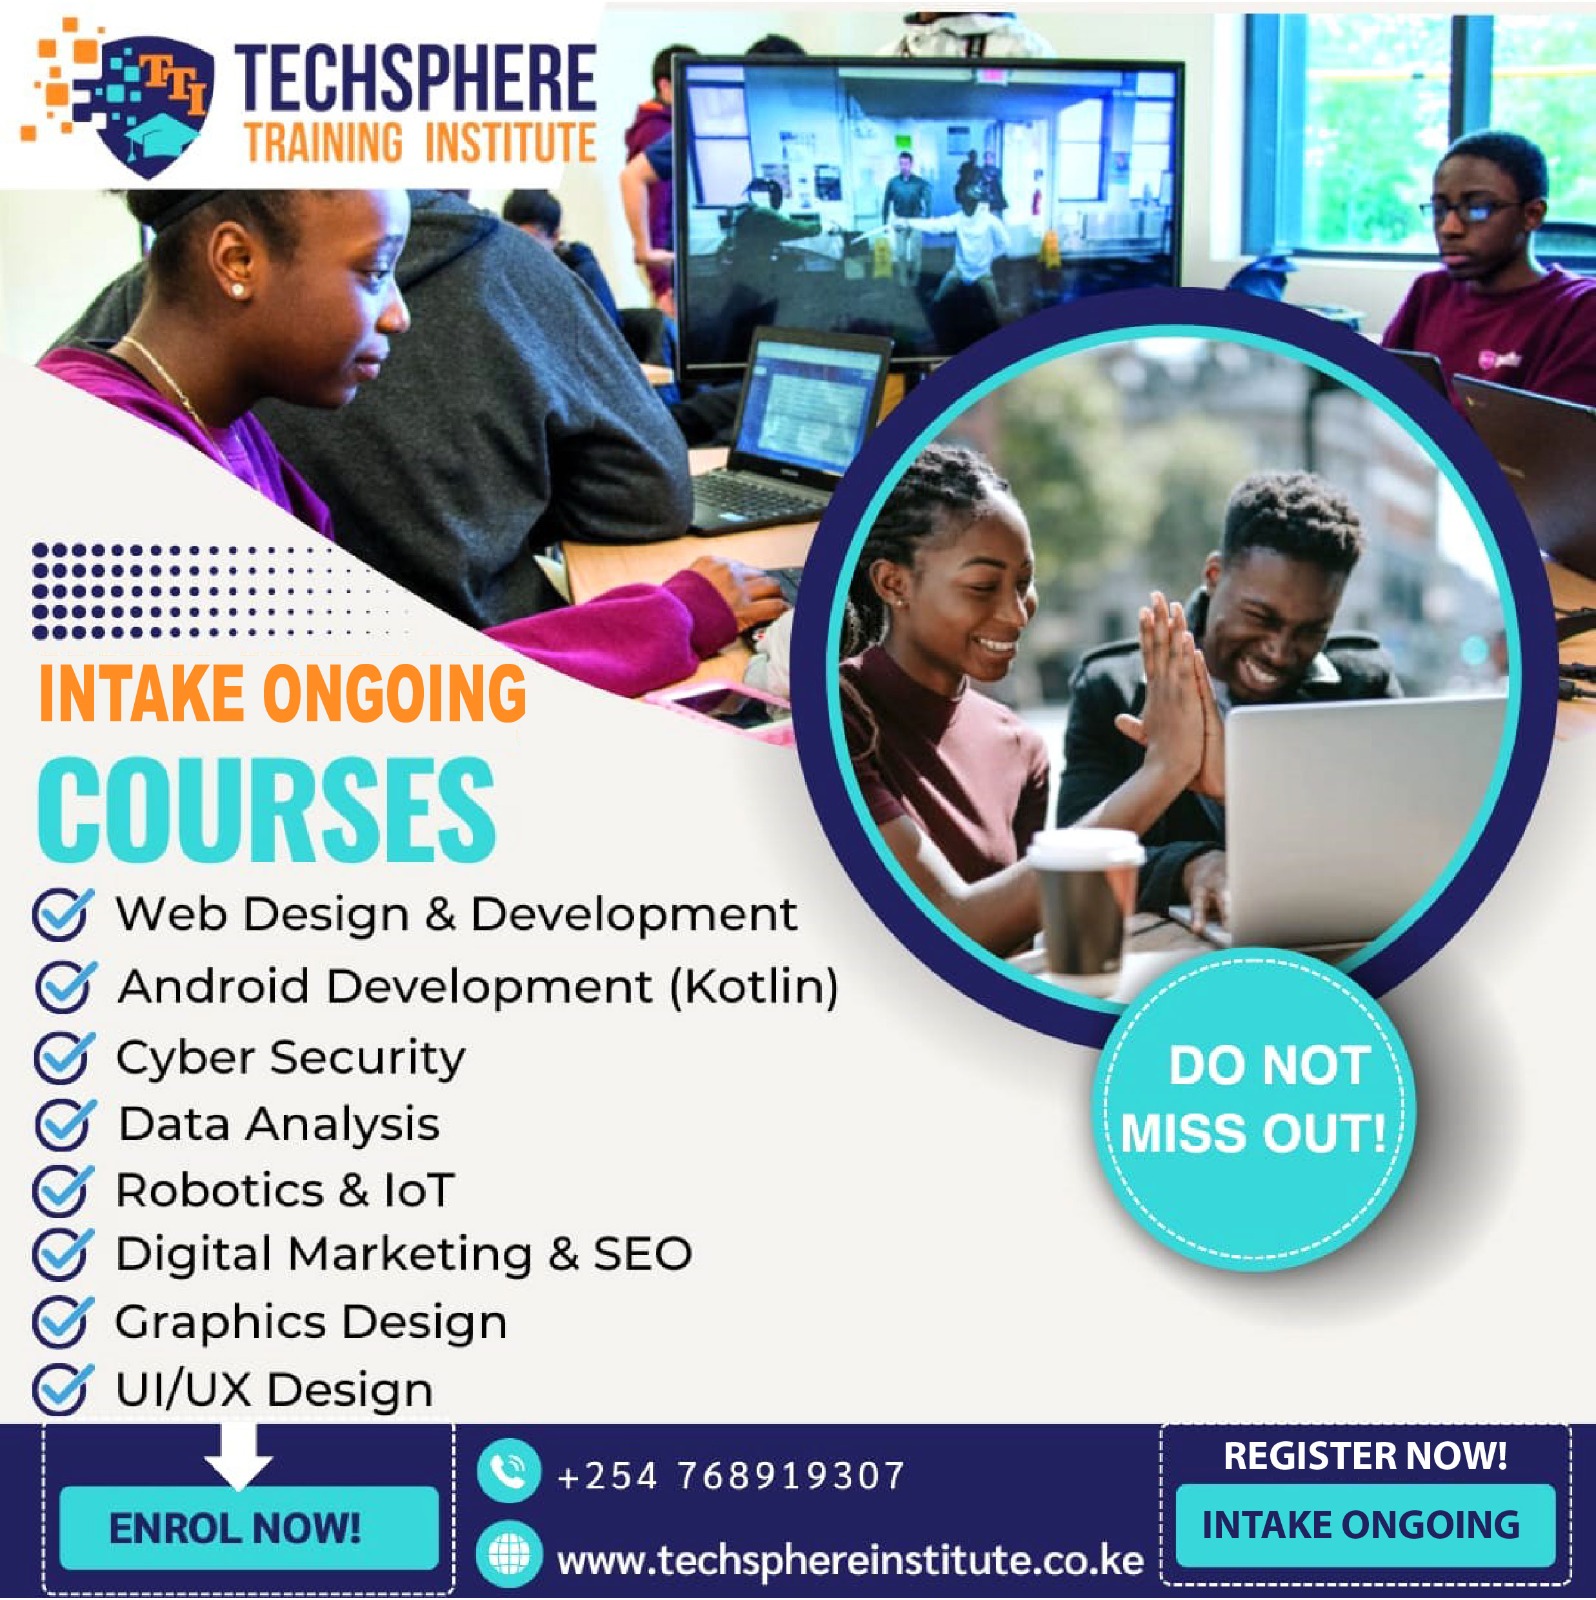 TTI
TECHSPHERE
TRAINING INSTITUTE
INTAKE ONGOING
COURSES
Web Design & Development
Android Development (Kotlin)
Cyber Security
Data Analysis
Robotics & IoT
Digital Marketing & SEO
Graphics Design
UI/UX Design
DO NOT
MISS OUT!
ENROL NOW!
+254 768919307
www.techsphereinstitute.co.ke
REGISTER NOW!
INTAKE ONGOING